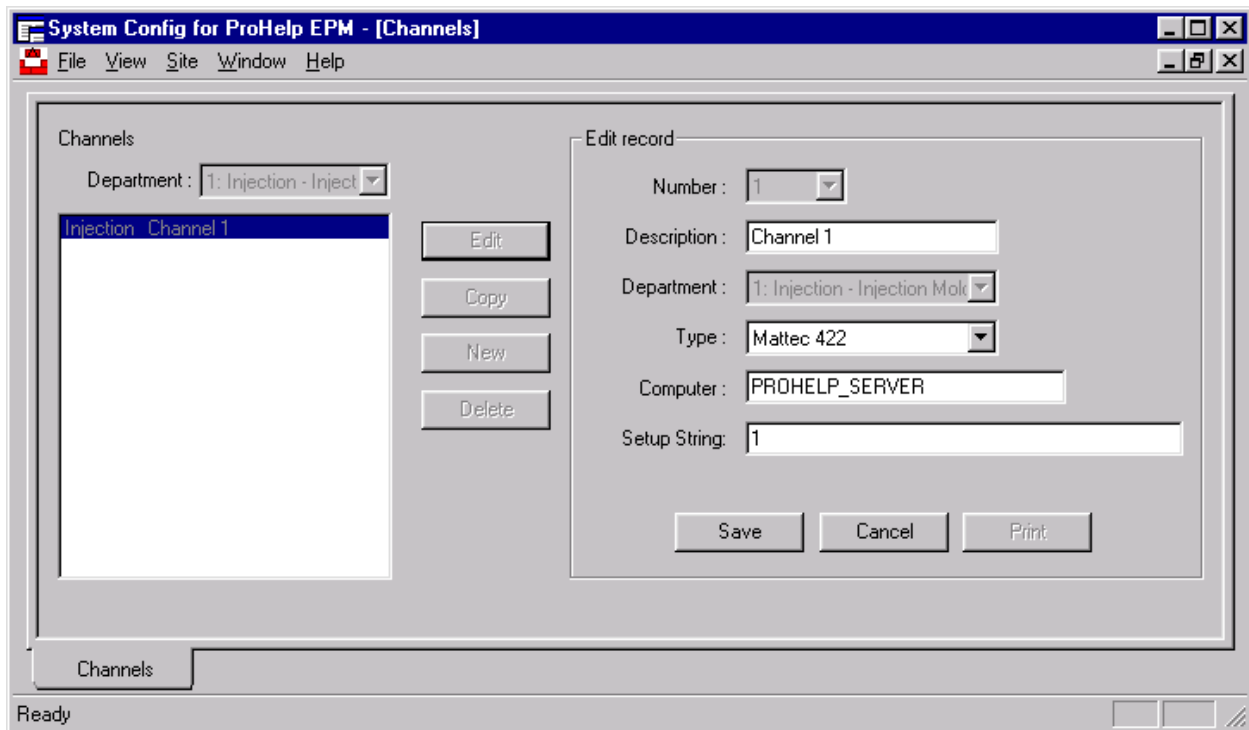 System Config for ProHelp EPM - [Channels]
File View Site Window Help
Channels
Department : 1: Injection - Inject
Injection Channel 1
Edit
Copy
New
Delete
Edit record
Number : 1
Description : Channel 1
Department : 1: Injection - Injection Mold
Type : Mattec 422
Computer : PROHELP_SERVER
Setup String: 1
Save Cancel Print
Channels
Ready